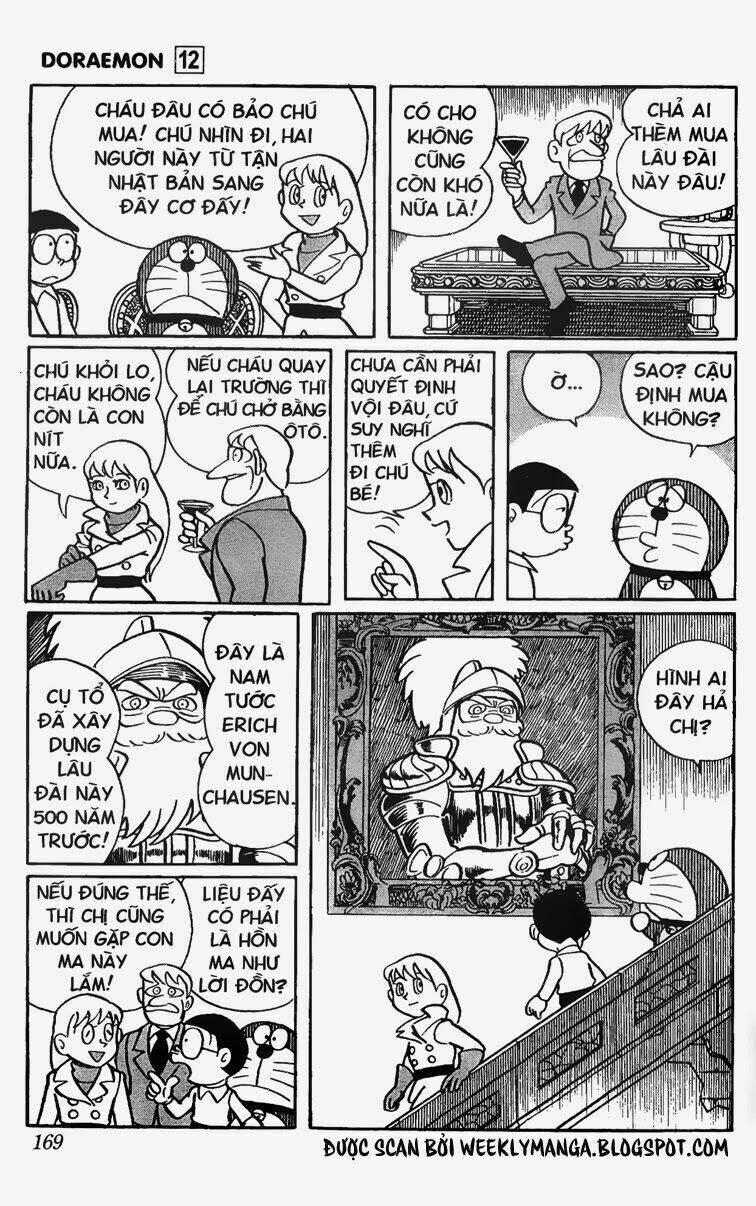 DORAEMON 12
CHẢ AI
THÈM MUA
LÂU ĐÀI
NÀY ĐÂU!
CÓ CHO
KHÔNG
CŨNG
CÒN KHÓ
NỮA LÀ!
CHÁU ĐÂU CÓ BẢO CHÚ
MUA! CHÚ NHÌN ĐI, HAI
NGƯỜI NÀY TỪ TẬN
NHẬT BẢN SANG
ĐÂY CƠ ĐẤY!
SAO? CẬU
ĐỊNH MUA
KHÔNG?
Ờ...
CHƯA CẦN PHẢI
QUYẾT ĐỊNH
VỘI ĐÂU, CỨ
SUY NGHĨ
THÊM
ĐI CHÚ
BÉ!
NẾU CHÁU QUAY
LẠI TRƯỜNG THÌ
ĐỂ CHÚ CHỞ BẰNG
ÔTÔ.
CHÚ KHỎI LO,
CHÁU KHÔNG
CÒN LÀ CON
NÍT
NỮA.
HÌNH AI
ĐÂY HẢ
CHỊ?
ĐÂY LÀ
NAM
TƯỚC
ERICH
VON
MUN-
CHAUSEN.
CỤ TỔ
ĐÃ XÂY
DỰNG
LÂU
ĐÀI NÀY
500 NĂM
TRƯỚC!
LIỆU ĐẤY
CÓ PHẢI
LÀ HỒN
MA NHƯ
LỜI ĐỒN?
NẾU ĐÚNG THẾ,
THÌ CHỊ CŨNG
MUỐN GẶP CON
MA NÀY
LẮM!
169
ĐƯỢC SCAN BỞI WEEKLYMANGA.BLOGSPOT.COM